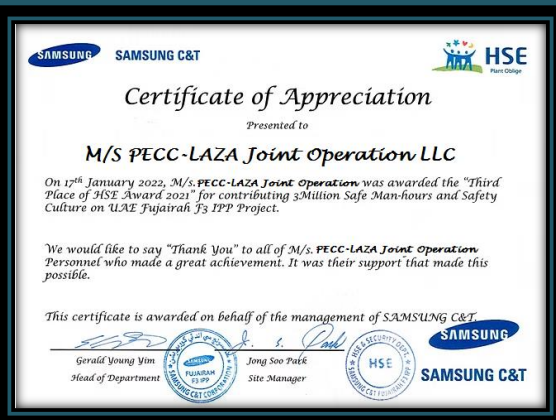 SAMSUNG SAMSUNG C&T
HSE
Plant Oblige
Certificate of Appreciation
Presented to
M/S PECC-LAZA Joint Operation LLC
On 17th January 2022, M/s.PECC-LAZA Joint Operation was awarded the "Third
Place of HSE Award 2021" for contributing 3Million Safe Man-hours and Safety
Culture on UAE Fujairah F3 IPP Project.
We would like to say "Thank You" to all of M/s. PECC-LAZA Joint Operation
Personnel who made a great achievement. It was their support that made this
possible.
This certificate is awarded on behalf of the management of SAMSUNG C&T.
J. S. Park
Gerald Young Yim
Head of Department
SAMSUNG
FUJAIRAH
F3 IPP
SAMSUNG C&T CORPORATION
Jong Soo Park
Site Manager
HSE & SECURITY DEPT.
HSE
SAMSUNG C&T FUJAIRAH F3
SAMSUNG
SAMSUNG C&T